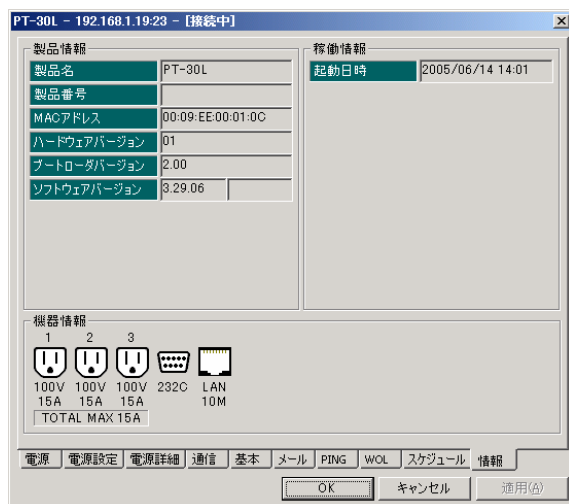 PT-30L - 192.168.1.19:23 - [接続中]
製品情報
製品名 PT-30L
製品番号
MACアドレス 00:09:EE:00:01:0C
ハードウェアバージョン 01
ブートローダバージョン 2.00
ソフトウェアバージョン 3.29.06
稼働情報
起動日時 2005/06/14 14:01
機器情報
1 2 3
100V 100V 100V 232C LAN
15A 15A 15A 10M
TOTAL MAX 15A
電源 電源設定 電源詳細 通信 基本 メール PING WOL スケジュール 情報
OK キャンセル 適用(A)